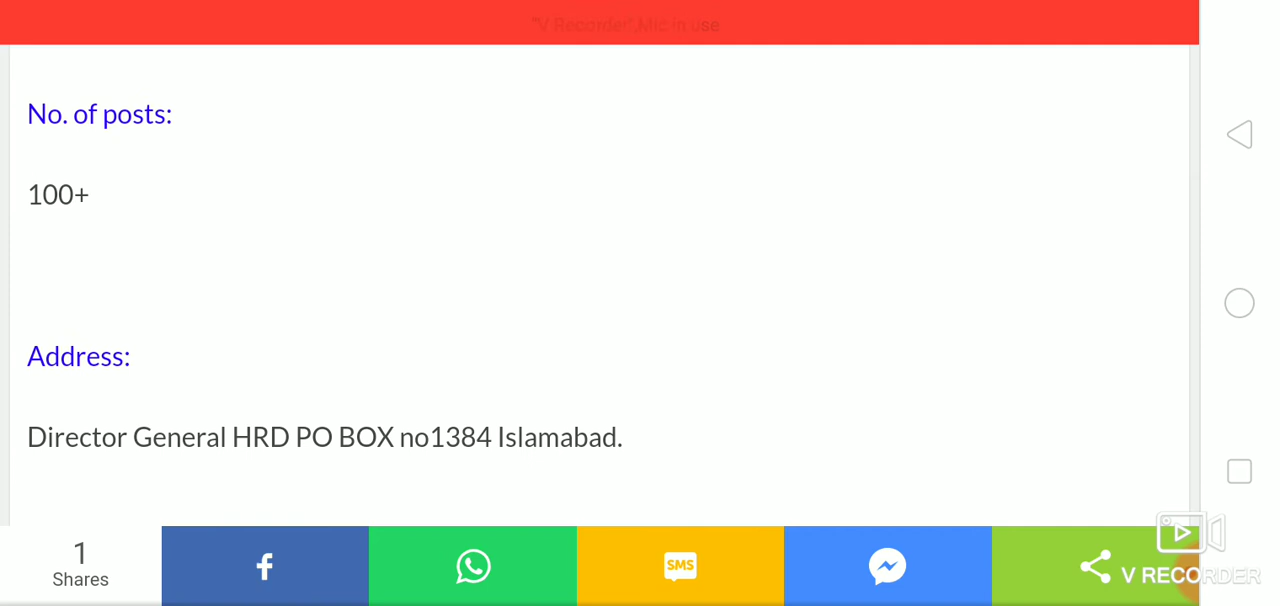 "V Recorder",Mic in use
No. of posts:
100+
Address:
Director General HRD PO BOX no1384 Islamabad.
1
Shares
f
SMS
V RECORDER